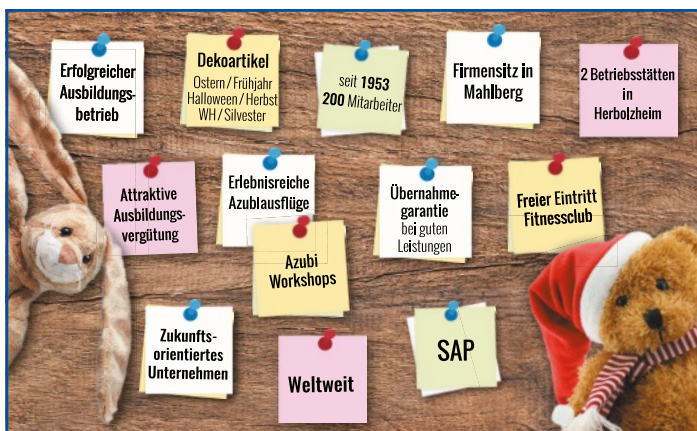 Erfolgreicher
Ausbildungs-
betrieb
Dekoartikel
Ostern / Frühjahr
Halloween / Herbst
WH / Silvester
seit 1953
200 Mitarbeiter
Firmensitz in
Mahlberg
2 Betriebsstätten
in
Herbolzheim
Attraktive
Ausbildungs-
vergütung
Erlebnisreiche
Azubiausflüge
Übernahme-
garantie
bei guten
Leistungen
Freier Eintritt
Fitnessclub
Azubi
Workshops
Zukunfts-
orientiertes
Unternehmen
Weltweit
SAP